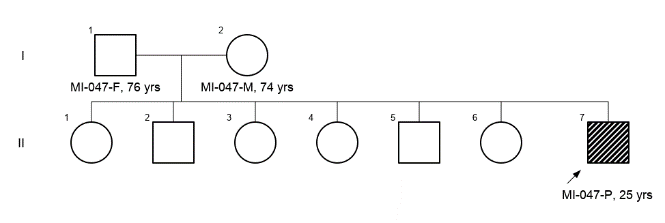 1 2
I
MI-047-F, 76 yrs MI-047-M, 74 yrs
1 2 3 4 5 6 7
II
MI-047-P, 25 yrs